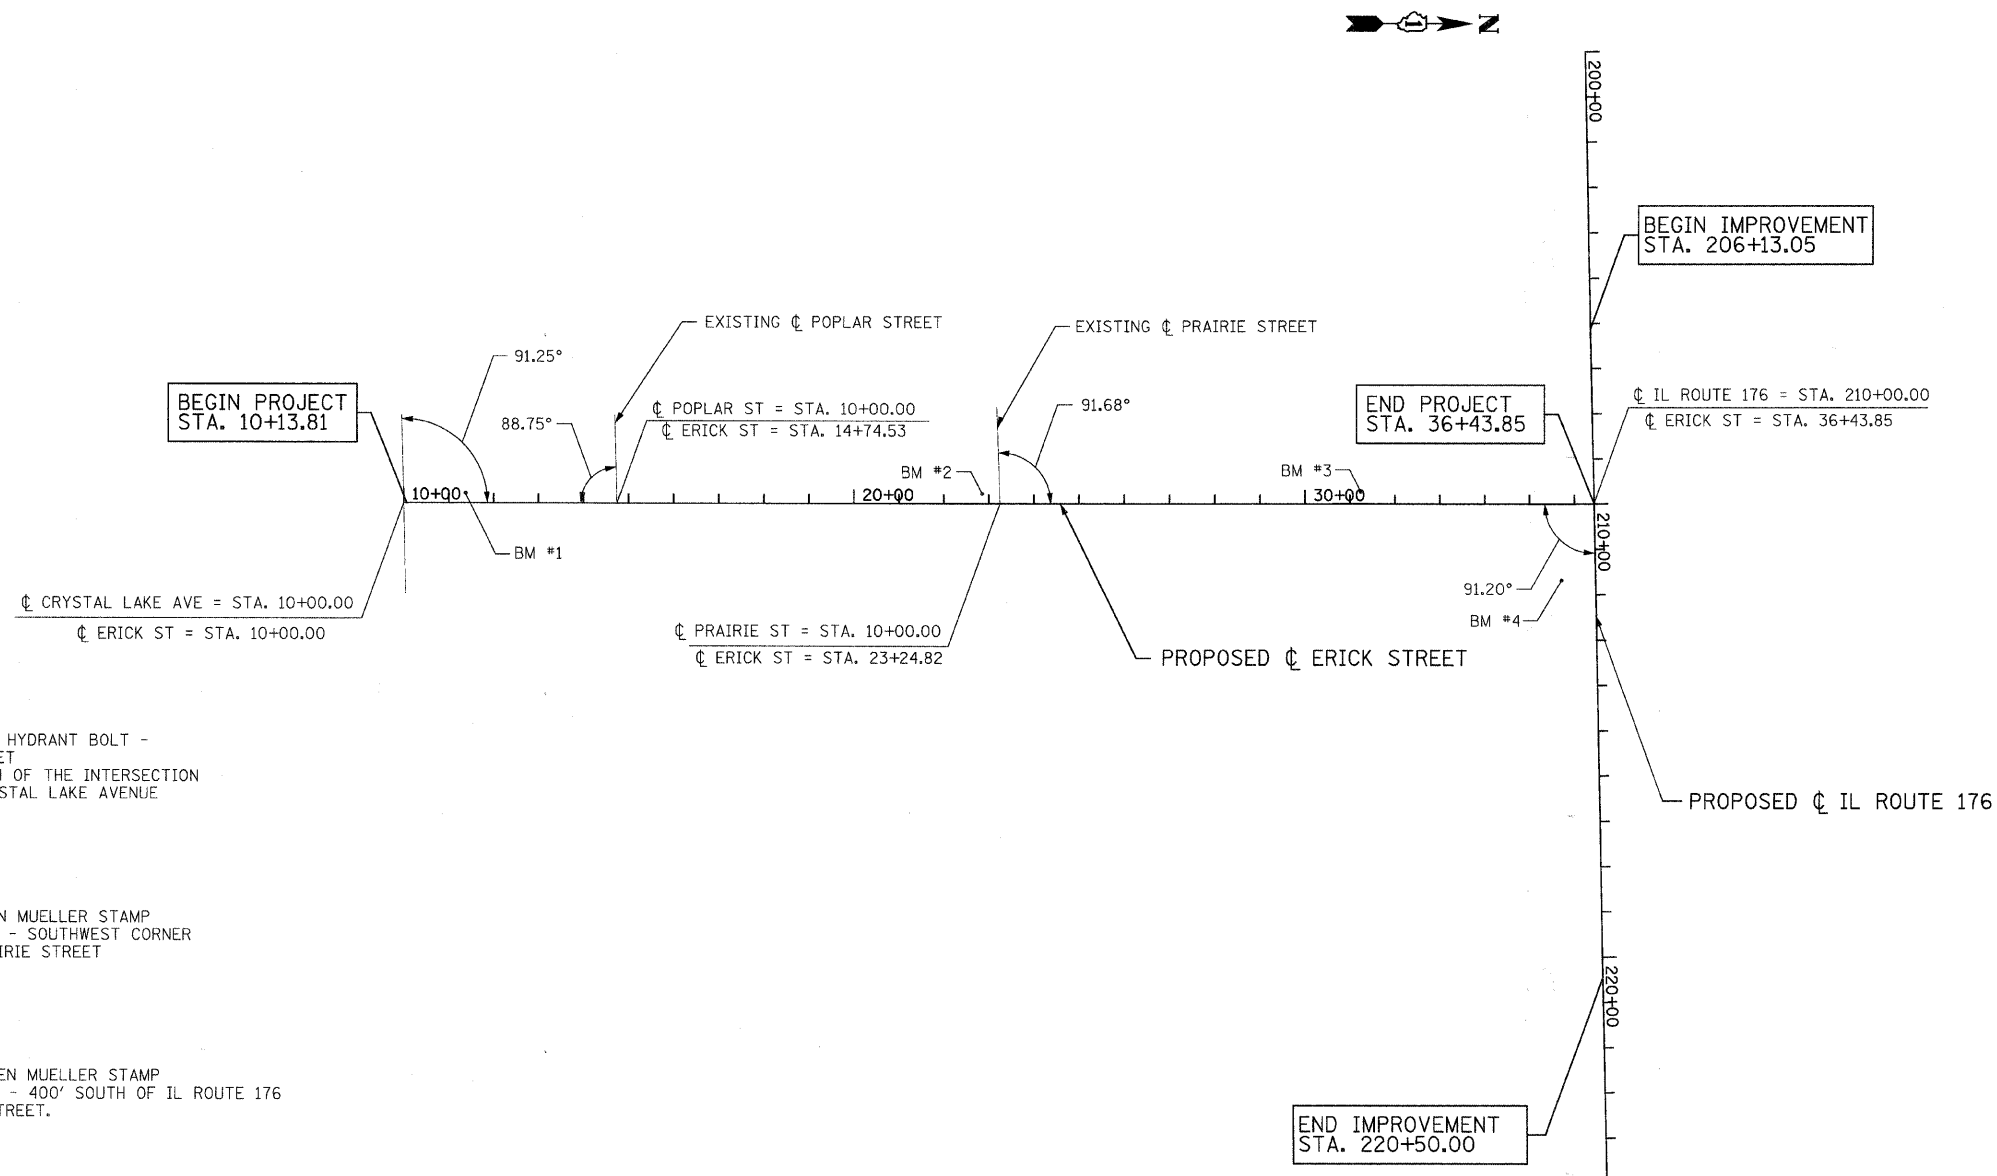 N
200+00
BEGIN IMPROVEMENT
STA. 206+13.05
EXISTING ℄ POPLAR STREET
EXISTING ℄ PRAIRIE STREET
91.25°
BEGIN PROJECT
STA. 10+13.81
88.75°
℄ POPLAR ST = STA. 10+00.00
℄ ERICK ST = STA. 14+74.53
91.68°
END PROJECT
STA. 36+43.85
℄ IL ROUTE 176 = STA. 210+00.00
℄ ERICK ST = STA. 36+43.85
BM #2
BM #3
10+00
20+00
30+00
210+00
BM #1
91.20°
BM #4
℄ CRYSTAL LAKE AVE = STA. 10+00.00
℄ ERICK ST = STA. 10+00.00
℄ PRAIRIE ST = STA. 10+00.00
℄ ERICK ST = STA. 23+24.82
PROPOSED ℄ ERICK STREET
HYDRANT BOLT -
OF THE INTERSECTION
LAKE AVENUE
PROPOSED ℄ IL ROUTE 176
MUELLER STAMP
- SOUTHWEST CORNER
STREET
220+00
MUELLER STAMP
- 400' SOUTH OF IL ROUTE 176
END IMPROVEMENT
STA. 220+50.00